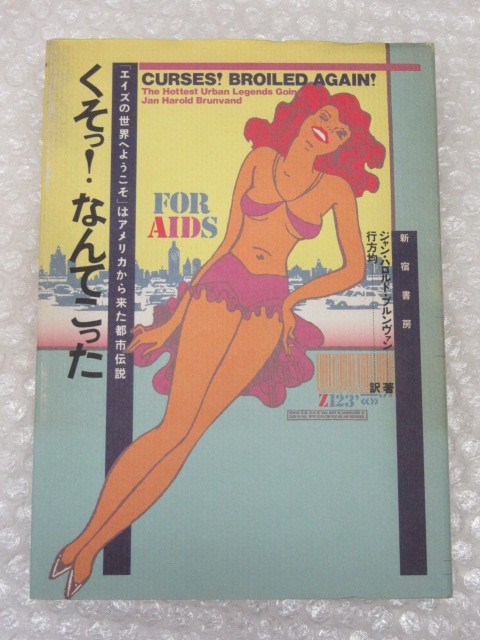 CURSES! BROILED AGAIN!
The Hottest Urban Legends Goin
Jan Harold Brunvand
くそっ!なんてこった
「エイズの世界へようこそ」はアメリカから来た都市伝説
FOR
AIDS
ジャン・ハロルド・ブルンヴァン 著
行方均 訳
新宿書房
Z123'«»'